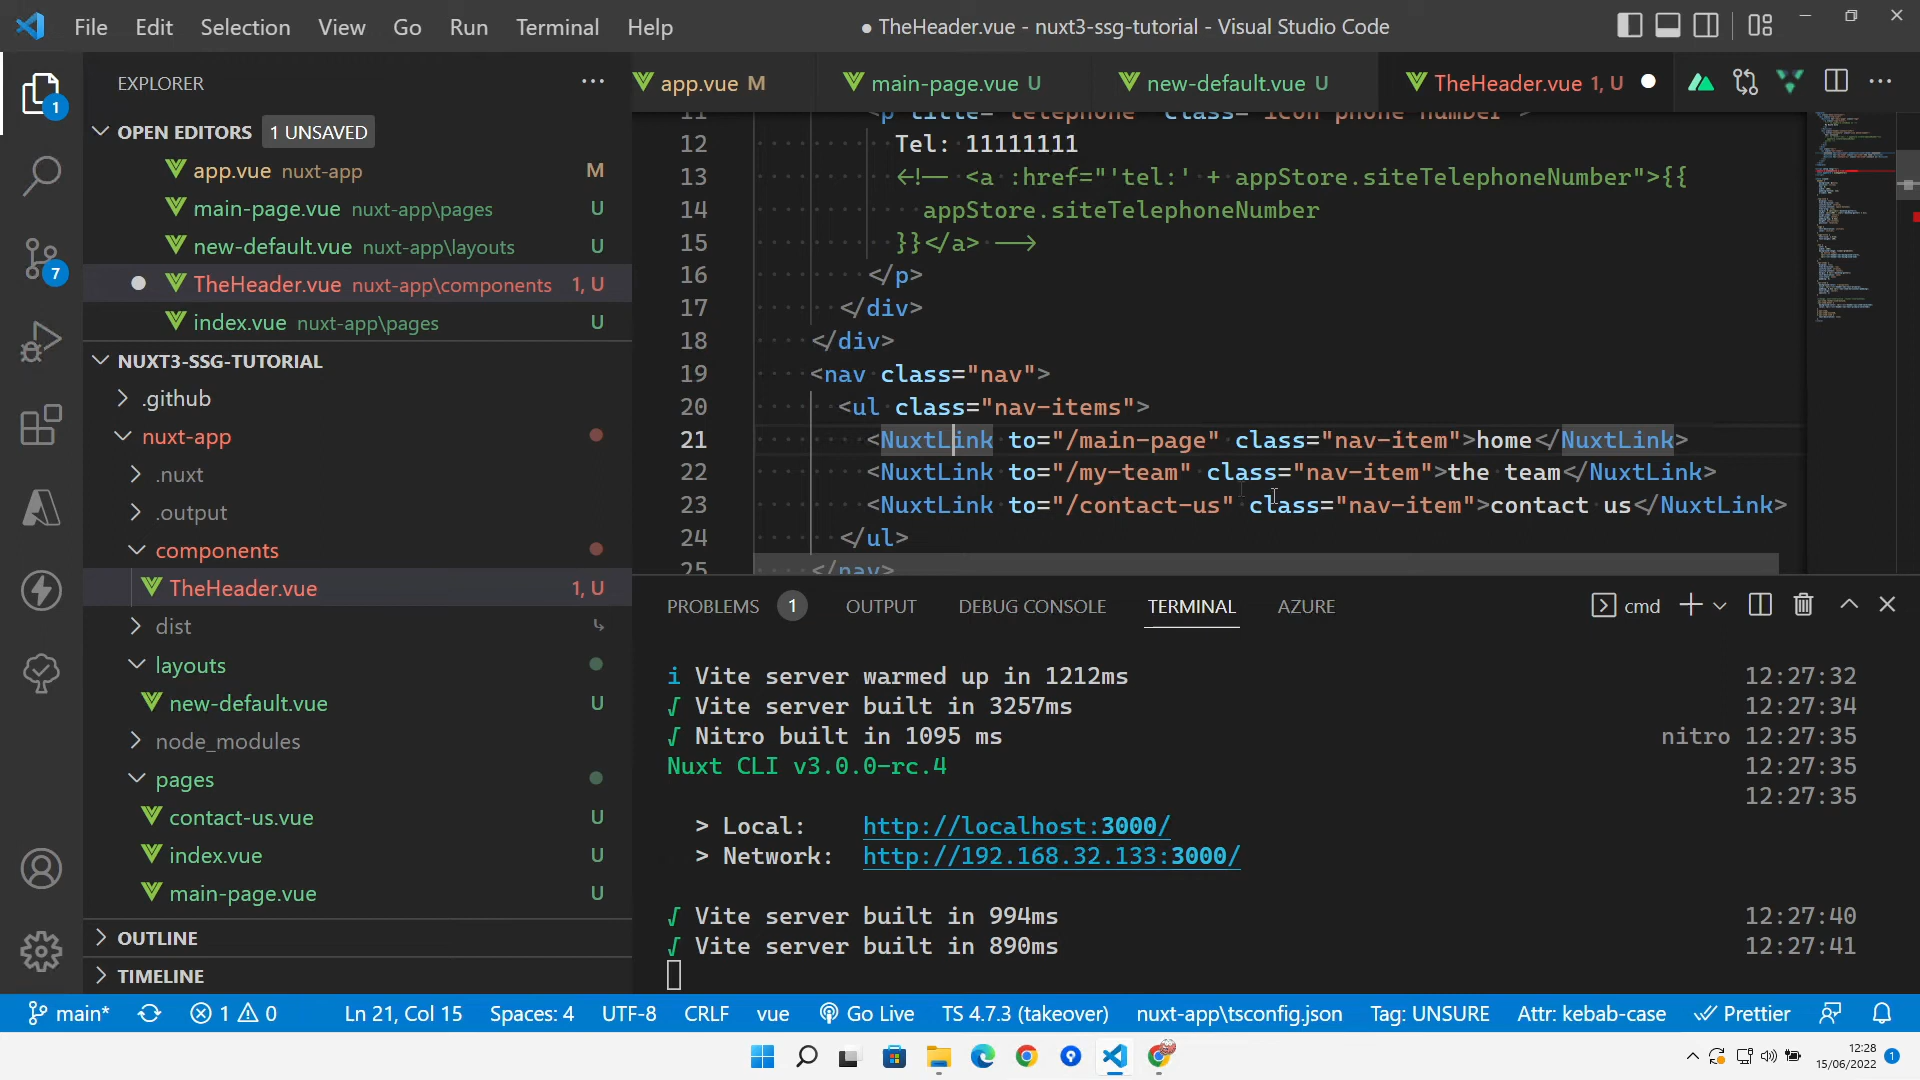 File Edit Selection View Go Run Terminal Help
● TheHeader.vue - nuxt3-ssg-tutorial - Visual Studio Code
EXPLORER
1
OPEN EDITORS 1 UNSAVED
app.vue nuxt-app M
main-page.vue nuxt-app\pages U
new-default.vue nuxt-app\layouts U
TheHeader.vue nuxt-app\components 1, U
index.vue nuxt-app\pages U
7
NUXT3-SSG-TUTORIAL
.github
nuxt-app
.nuxt
.output
components
TheHeader.vue 1, U
dist
layouts
new-default.vue U
node_modules
pages
contact-us.vue U
index.vue U
main-page.vue U
OUTLINE
TIMELINE
app.vue M
main-page.vue U
new-default.vue U
TheHeader.vue 1, U
11 <p title="telephone" class="icon phone number">
12 Tel: 11111111
13 <!-- <a :href="'tel:' + appStore.siteTelephoneNumber">{{
14 appStore.siteTelephoneNumber
15 }}</a> -->
16 </p>
17 </div>
18 </div>
19 <nav class="nav">
20 <ul class="nav-items">
21 <NuxtLink to="/main-page" class="nav-item">home</NuxtLink>
22 <NuxtLink to="/my-team" class="nav-item">the team</NuxtLink>
23 <NuxtLink to="/contact-us" class="nav-item">contact us</NuxtLink>
24 </ul>
25 </nav>
PROBLEMS 1 OUTPUT DEBUG CONSOLE TERMINAL AZURE
cmd
i Vite server warmed up in 1212ms 12:27:32
√ Vite server built in 3257ms 12:27:34
√ Nitro built in 1095 ms nitro 12:27:35
Nuxt CLI v3.0.0-rc.4 12:27:35
12:27:35
> Local: http://localhost:3000/
> Network: http://192.168.32.133:3000/
√ Vite server built in 994ms 12:27:40
√ Vite server built in 890ms 12:27:41
main* 1 0 Ln 21, Col 15 Spaces: 4 UTF-8 CRLF vue Go Live TS 4.7.3 (takeover) nuxt-app\tsconfig.json Tag: UNSURE Attr: kebab-case Prettier
12:28
15/06/2022
1